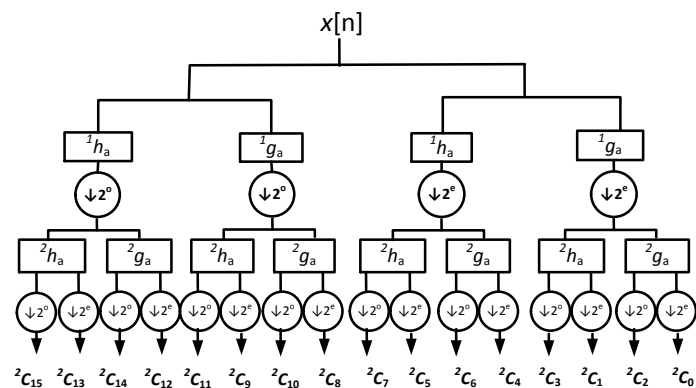 x[n]
¹hₐ ¹gₐ ¹hₐ ¹gₐ
↓2ᵒ ↓2ᵒ ↓2ᵉ ↓2ᵉ
²hₐ ²gₐ ²hₐ ²gₐ ²hₐ ²gₐ ²hₐ ²gₐ
↓2ᵒ ↓2ᵉ ↓2ᵒ ↓2ᵉ ↓2ᵒ ↓2ᵉ ↓2ᵒ ↓2ᵉ ↓2ᵒ ↓2ᵉ ↓2ᵒ ↓2ᵉ ↓2ᵒ ↓2ᵉ ↓2ᵒ ↓2ᵉ
²C₁₅ ²C₁₃ ²C₁₄ ²C₁₂ ²C₁₁ ²C₉ ²C₁₀ ²C₈ ²C₇ ²C₅ ²C₆ ²C₄ ²C₃ ²C₁ ²C₂ ²C₀